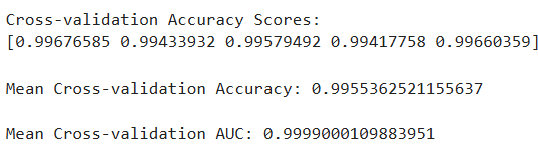 Cross-validation Accuracy Scores:
[0.99676585 0.99433932 0.99579492 0.99417758 0.99660359]
Mean Cross-validation Accuracy: 0.9955362521155637
Mean Cross-validation AUC: 0.9999000109883951